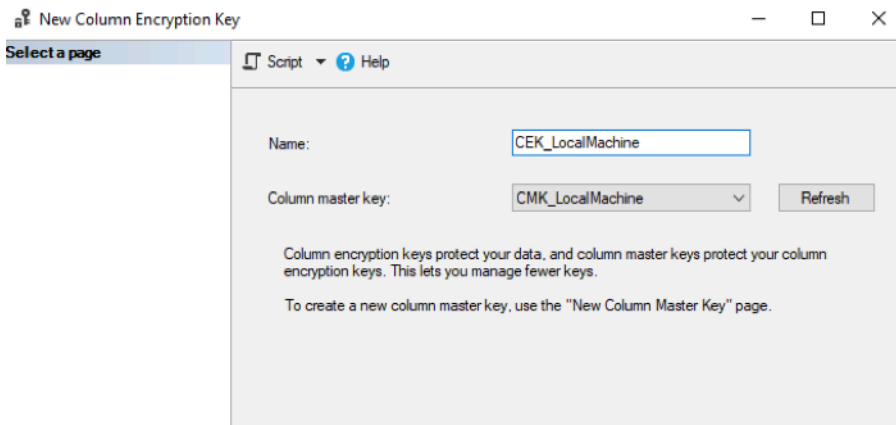 New Column Encryption Key
Select a page
Script
Help
Name:
CEK_LocalMachine
Column master key:
CMK_LocalMachine
Refresh
Column encryption keys protect your data, and column master keys protect your column
encryption keys. This lets you manage fewer keys.
To create a new column master key, use the "New Column Master Key" page.